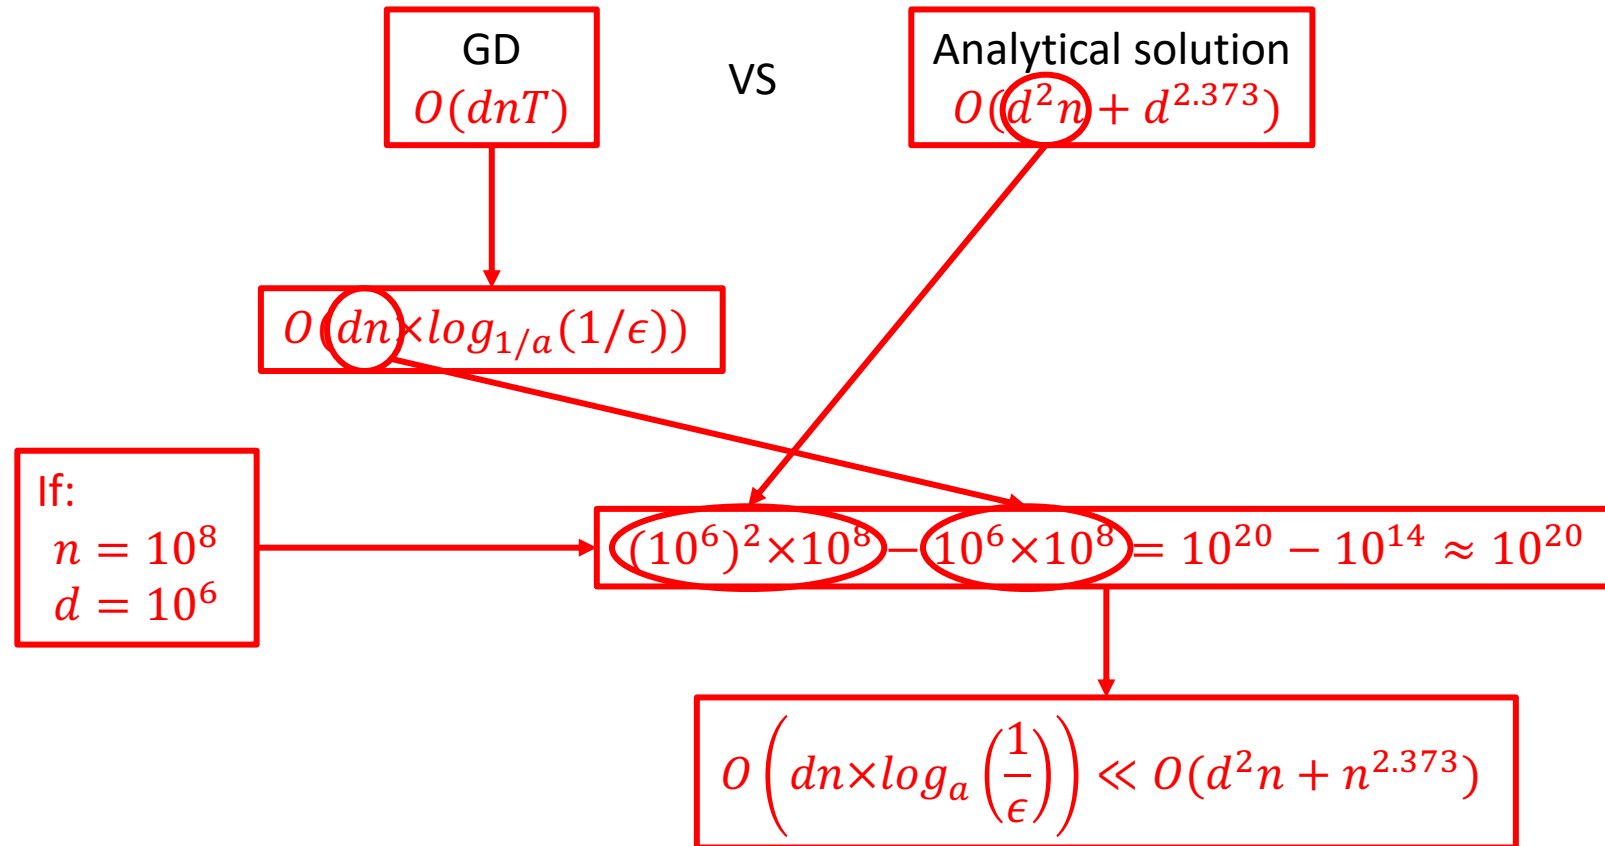 GD
O(dnT)
VS
Analytical solution
O(d²n + d^2.373)
O(dn×log_{1/a}(1/ϵ))
If:
n = 10⁸
d = 10⁶
(10⁶)²×10⁸ − 10⁶×10⁸ = 10²⁰ − 10¹⁴ ≈ 10²⁰
O(dn×log_a(1/ϵ)) ≪ O(d²n + n^2.373)